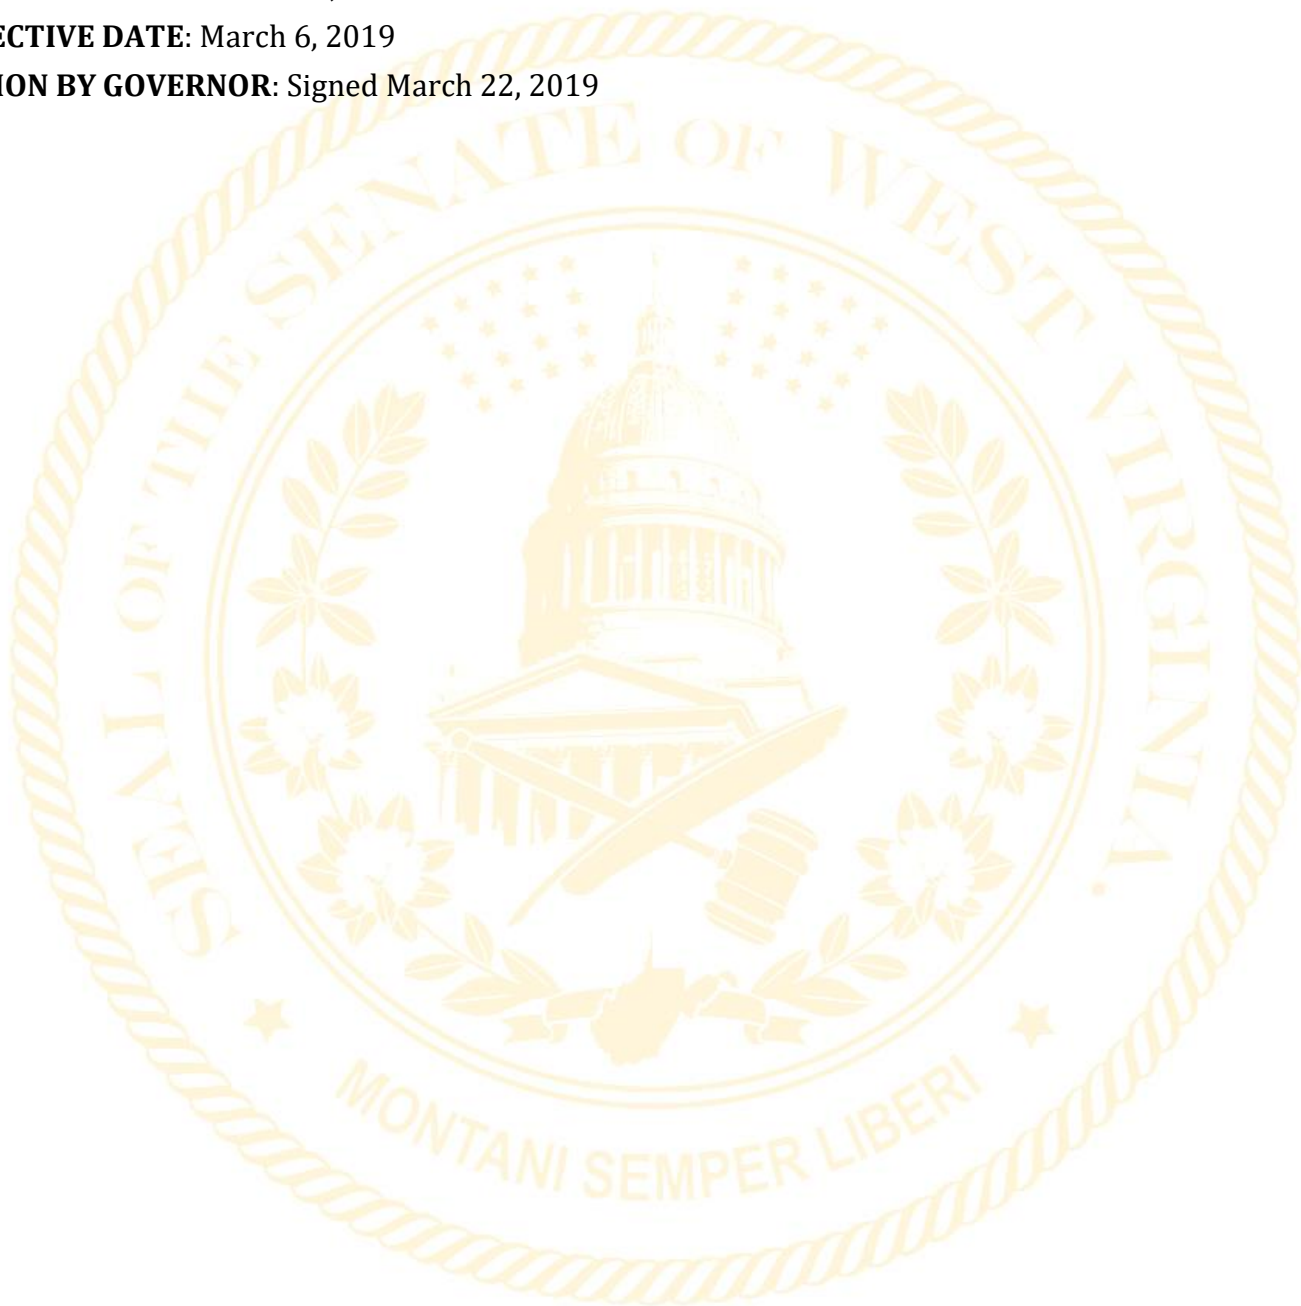 ECTIVE DATE: March 6, 2019
ION BY GOVERNOR: Signed March 22, 2019
SEAL OF THE SENATE OF WEST VIRGINIA
MONTANI SEMPER LIBERI